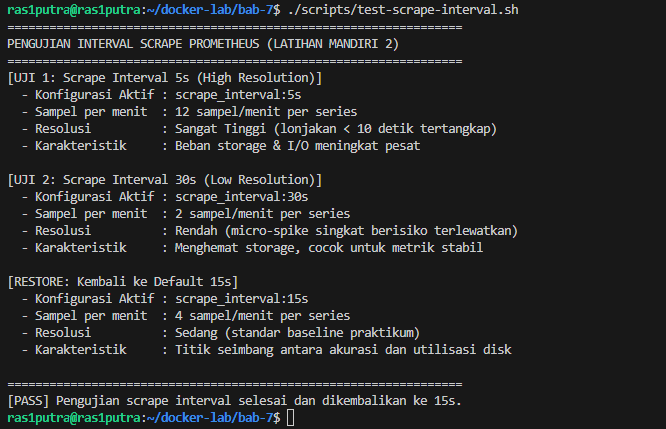 ras1putra@ras1putra:~/docker-lab/bab-7$ ./scripts/test-scrape-interval.sh
=================================================================
PENGUJIAN INTERVAL SCRAPE PROMETHEUS (LATIHAN MANDIRI 2)
=================================================================
[UJI 1: Scrape Interval 5s (High Resolution)]
  - Konfigurasi Aktif : scrape_interval:5s
  - Sampel per menit  : 12 sampel/menit per series
  - Resolusi          : Sangat Tinggi (lonjakan < 10 detik tertangkap)
  - Karakteristik     : Beban storage & I/O meningkat pesat

[UJI 2: Scrape Interval 30s (Low Resolution)]
  - Konfigurasi Aktif : scrape_interval:30s
  - Sampel per menit  : 2 sampel/menit per series
  - Resolusi          : Rendah (micro-spike singkat berisiko terlewatkan)
  - Karakteristik     : Menghemat storage, cocok untuk metrik stabil

[RESTORE: Kembali ke Default 15s]
  - Konfigurasi Aktif : scrape_interval:15s
  - Sampel per menit  : 4 sampel/menit per series
  - Resolusi          : Sedang (standar baseline praktikum)
  - Karakteristik     : Titik seimbang antara akurasi dan utilisasi disk

=================================================================
[PASS] Pengujian scrape interval selesai dan dikembalikan ke 15s.
ras1putra@ras1putra:~/docker-lab/bab-7$